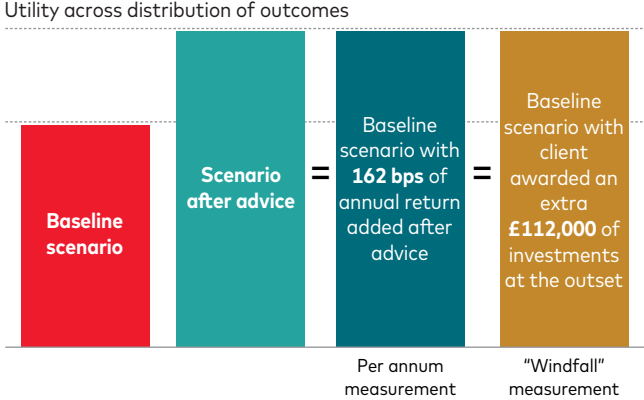 Utility across distribution of outcomes
Baseline
scenario
Scenario
after advice
=
Baseline
scenario with
162 bps of
annual return
added after
advice
=
Baseline
scenario with
client
awarded an
extra
£112,000 of
investments
at the outset
Per annum
measurement
“Windfall”
measurement